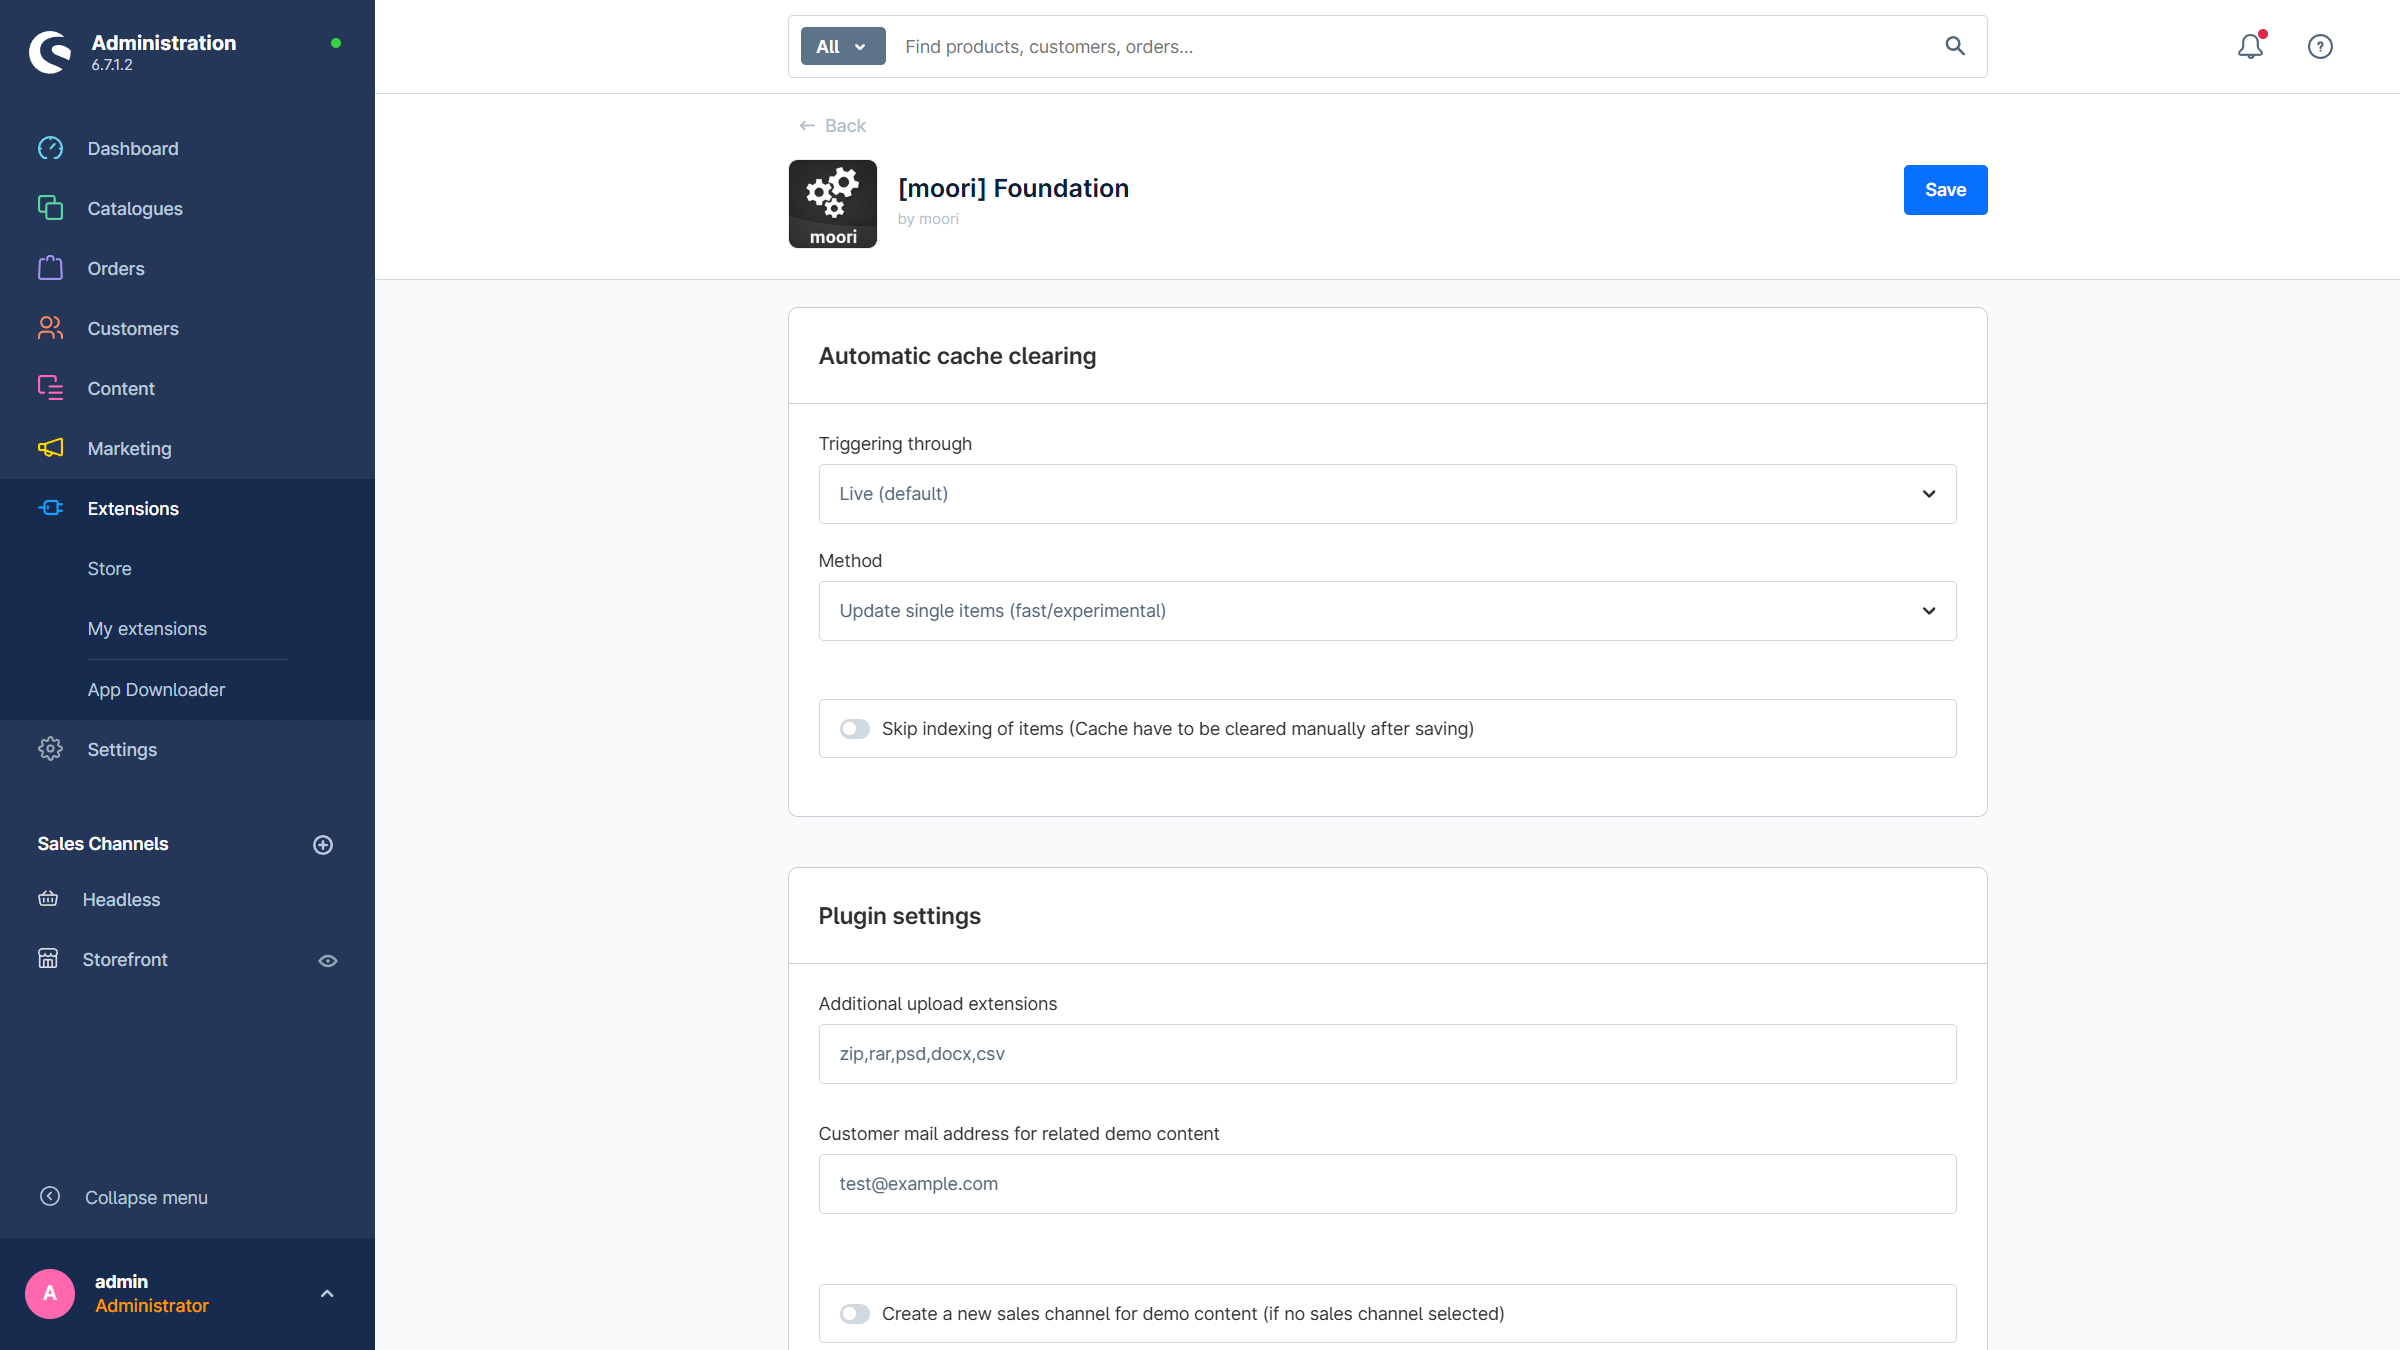 Administration
6.7.1.2
Dashboard
Catalogues
Orders
Customers
Content
Marketing
Extensions
Store
My extensions
App Downloader
Settings
Sales Channels
Headless
Storefront
Collapse menu
A
admin
Administrator
All
Find products, customers, orders...
Back
moori
[moori] Foundation
by moori
Save
Automatic cache clearing
Triggering through
Live (default)
Method
Update single items (fast/experimental)
Skip indexing of items (Cache have to be cleared manually after saving)
Plugin settings
Additional upload extensions
zip,rar,psd,docx,csv
Customer mail address for related demo content
test@example.com
Create a new sales channel for demo content (if no sales channel selected)